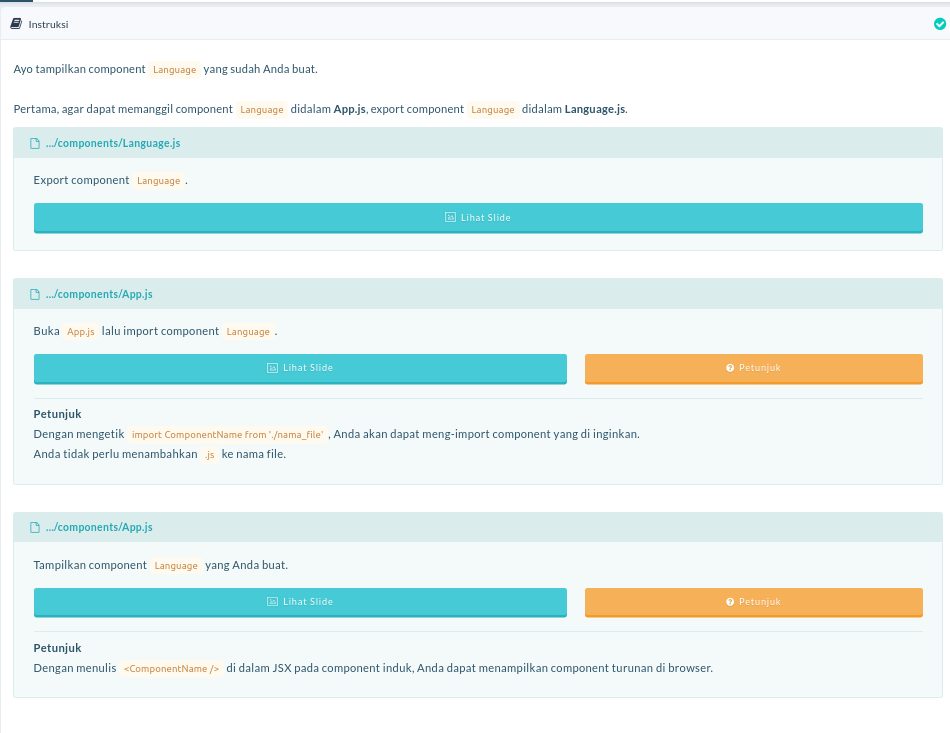 Instruksi
Ayo tampilkan component Language yang sudah Anda buat.
Pertama, agar dapat memanggil component Language didalam App.js, export component Language didalam Language.js.
.../components/Language.js
Export component Language .
Lihat Slide
.../components/App.js
Buka App.js lalu import component Language .
Lihat Slide Petunjuk
Petunjuk
Dengan mengetik import ComponentName from './nama_file' , Anda akan dapat meng-import component yang di inginkan.
Anda tidak perlu menambahkan .js ke nama file.
.../components/App.js
Tampilkan component Language yang Anda buat.
Lihat Slide Petunjuk
Petunjuk
Dengan menulis <ComponentName /> di dalam JSX pada component induk, Anda dapat menampilkan component turunan di browser.